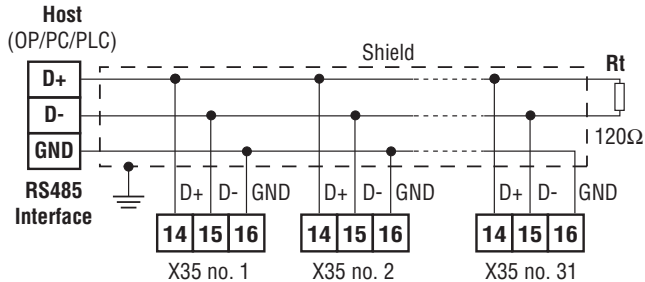 Host
(OP/PC/PLC)
Shield
Rt
D+
D-
GND
120Ω
RS485
Interface
D+ D- GND D+ D- GND D+ D- GND
14 15 16 14 15 16 14 15 16
X35 no. 1 X35 no. 2 X35 no. 31